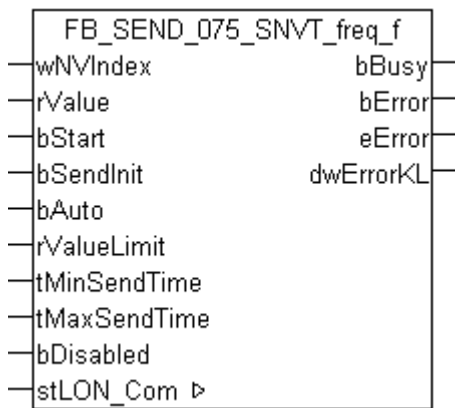 FB_SEND_075_SNVT_freq_f
wNVIndex bBusy
rValue bError
bStart eError
bSendInit dwErrorKL
bAuto
rValueLimit
tMinSendTime
tMaxSendTime
bDisabled
stLON_Com ▷